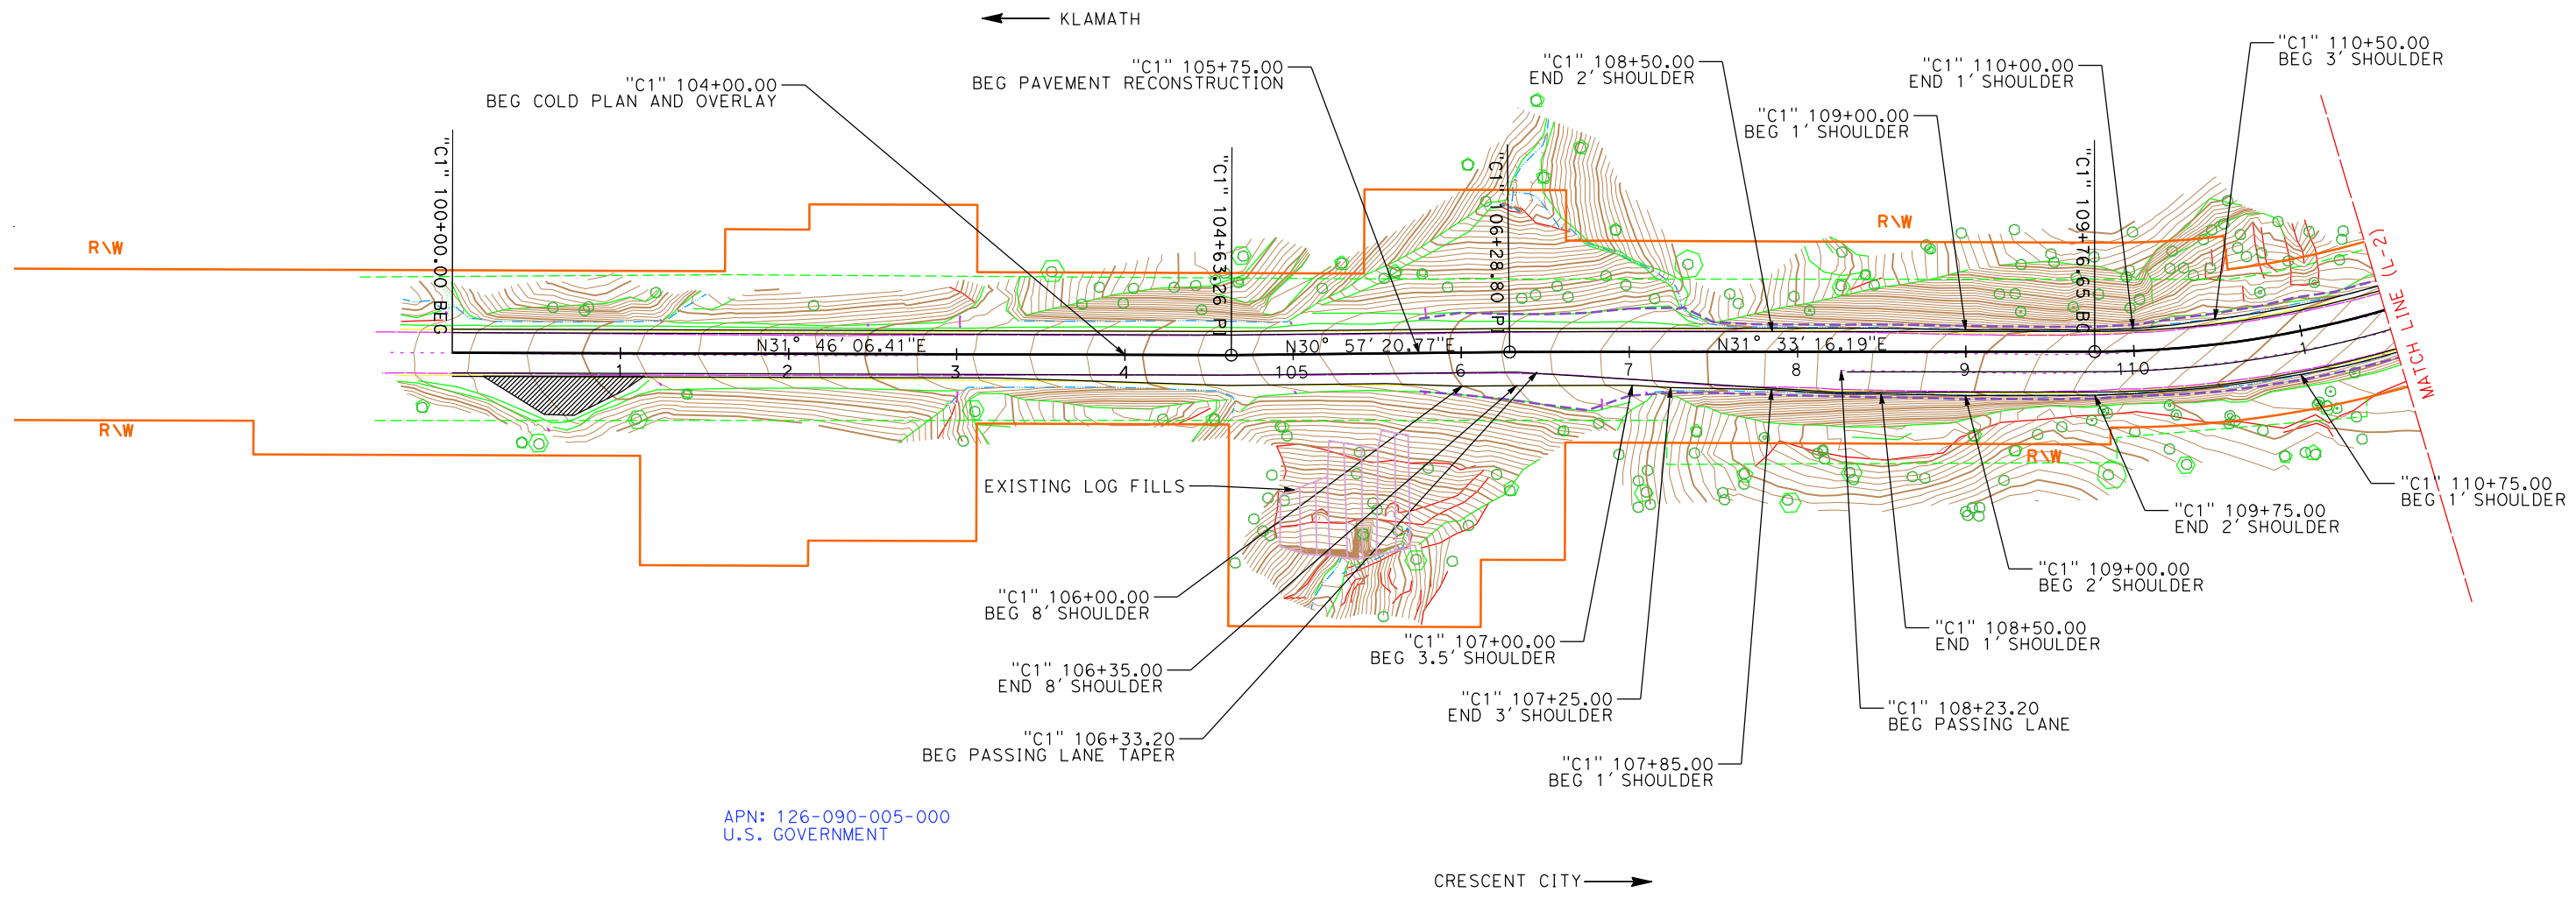 KLAMATH
"C1" 104+00.00
BEG COLD PLAN AND OVERLAY
"C1" 105+75.00
BEG PAVEMENT RECONSTRUCTION
"C1" 108+50.00
END 2' SHOULDER
"C1" 109+00.00
BEG 1' SHOULDER
"C1" 110+00.00
END 1' SHOULDER
"C1" 110+50.00
BEG 3' SHOULDER
R\W
R\W
"C1" 100+00.00 BEG
"C1" 104+63.26 PI
"C1" 106+28.80 PI
"C1" 109+76.65 BC
MATCH LINE (L-2)
N31° 46' 06.41"E
N30° 57' 20.77"E
N31° 33' 16.19"E
1
2
3
4
105
6
7
8
9
110
1
R\W
R\W
EXISTING LOG FILLS
"C1" 110+75.00
BEG 1' SHOULDER
"C1" 109+75.00
END 2' SHOULDER
"C1" 109+00.00
BEG 2' SHOULDER
"C1" 106+00.00
BEG 8' SHOULDER
"C1" 108+50.00
END 1' SHOULDER
"C1" 107+00.00
BEG 3.5' SHOULDER
"C1" 106+35.00
END 8' SHOULDER
"C1" 107+25.00
END 3' SHOULDER
"C1" 108+23.20
BEG PASSING LANE
"C1" 106+33.20
BEG PASSING LANE TAPER
"C1" 107+85.00
BEG 1' SHOULDER
APN: 126-090-005-000
U.S. GOVERNMENT
CRESCENT CITY